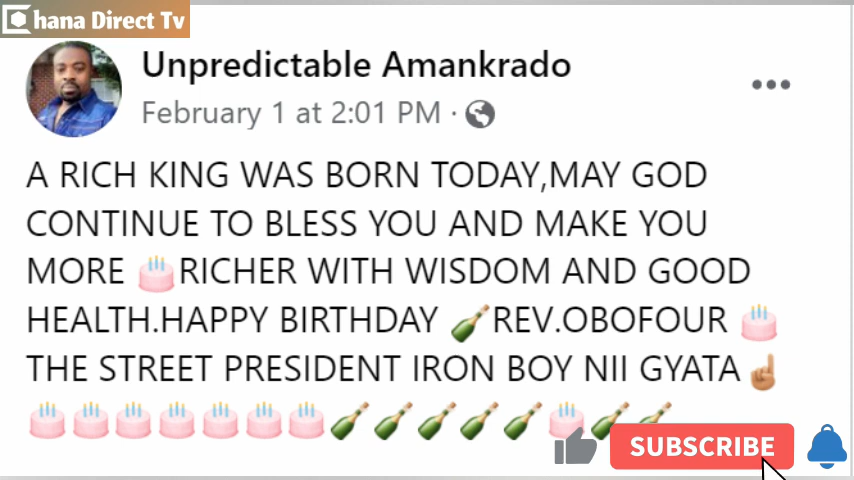 hana Direct Tv
Unpredictable Amankrado
February 1 at 2:01 PM ·
A RICH KING WAS BORN TODAY,MAY GOD
CONTINUE TO BLESS YOU AND MAKE YOU
MORE 🎂RICHER WITH WISDOM AND GOOD
HEALTH.HAPPY BIRTHDAY 🍾REV.OBOFOUR 🎂
THE STREET PRESIDENT IRON BOY NII GYATA☝🏽
🎂🎂🎂🎂🎂🎂🎂🍾🍾🍾🍾🍾🎂🍾🍾
SUBSCRIBE